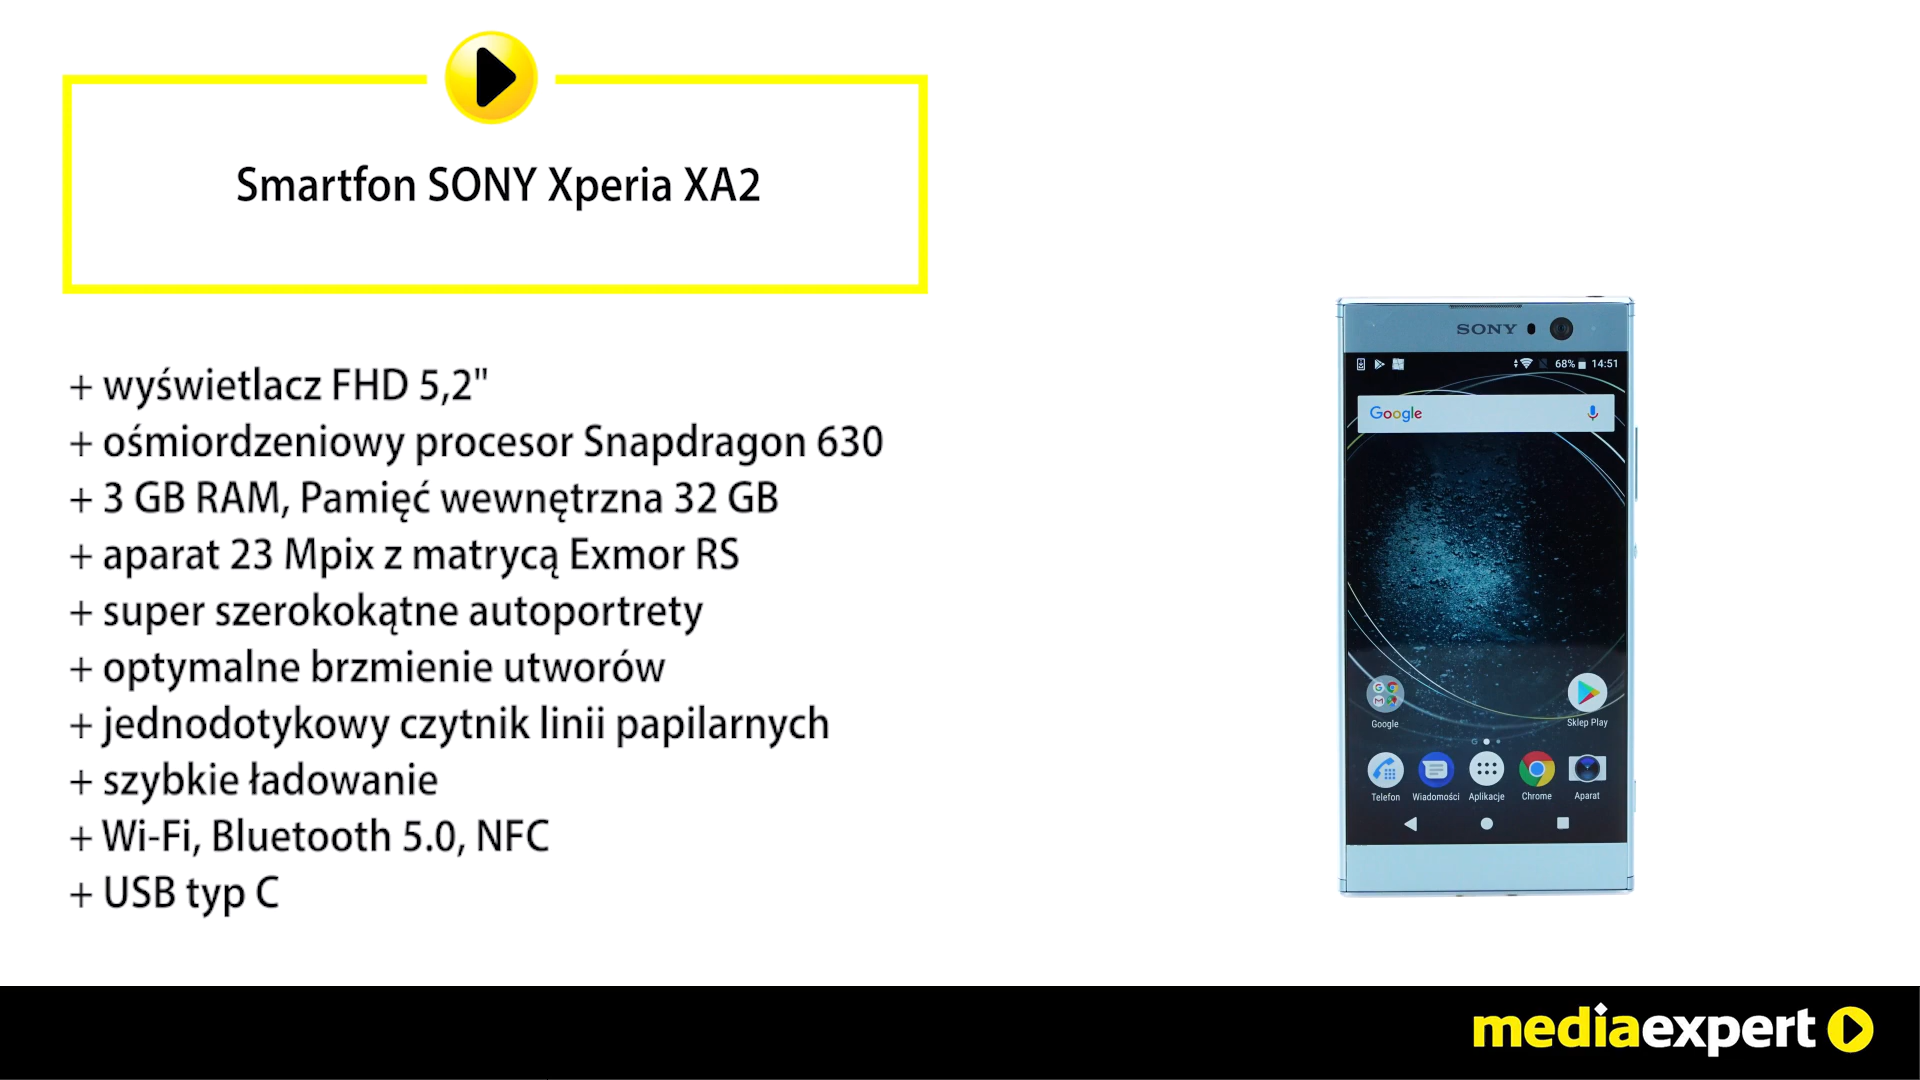 Smartfon SONY Xperia XA2
+ wyświetlacz FHD 5,2"
+ ośmiordzeniowy procesor Snapdragon 630
+ 3 GB RAM, Pamięć wewnętrzna 32 GB
+ aparat 23 Mpix z matrycą Exmor RS
+ super szerokokątne autoportrety
+ optymalne brzmienie utworów
+ jednodotykowy czytnik linii papilarnych
+ szybkie ładowanie
+ Wi-Fi, Bluetooth 5.0, NFC
+ USB typ C
SONY
68% 14:51
Google
Google Sklep Play
Telefon Wiadomości Aplikacje Chrome Aparat
mediaexpert